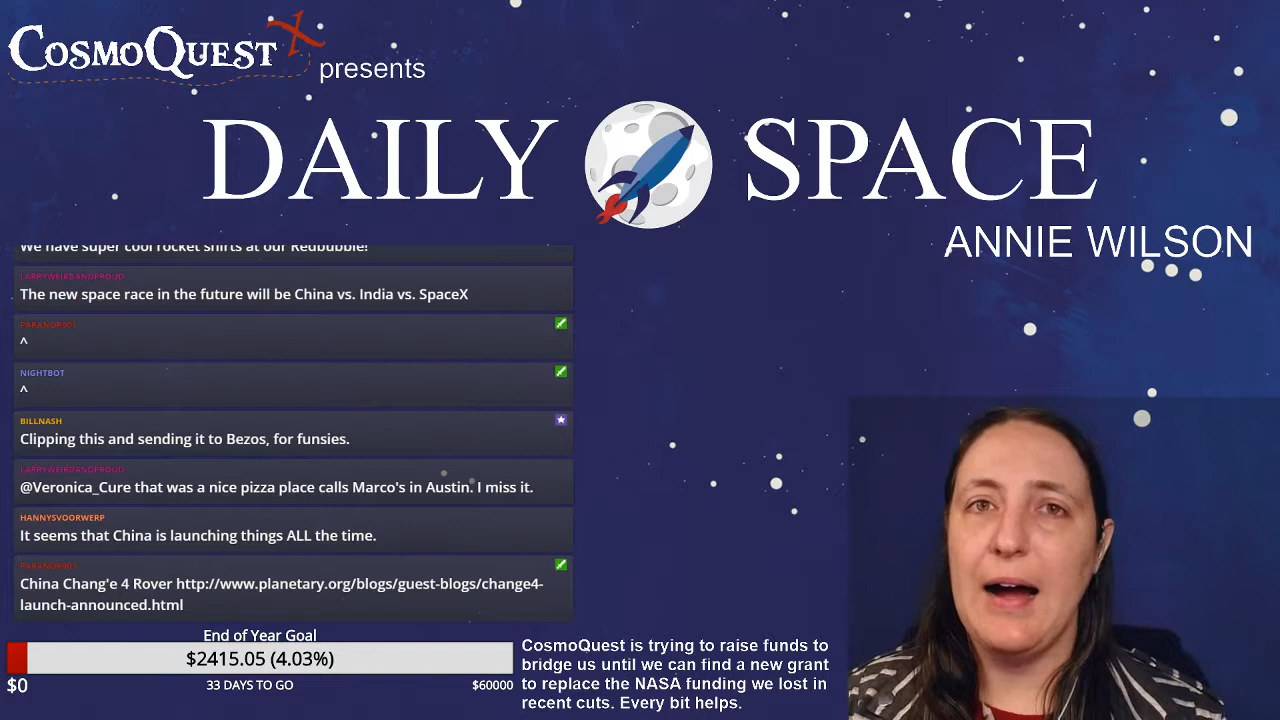 COSMOQUEST X
presents
DAILY SPACE
ANNIE WILSON
We have super cool rocket shirts at our Redbubble!
LARRYWEIRDANDPROUD
The new space race in the future will be China vs. India vs. SpaceX
PARANOR001
^
NIGHTBOT
^
BILLNASH
Clipping this and sending it to Bezos, for funsies.
LARRYWEIRDANDPROUD
@Veronica_Cure that was a nice pizza place calls Marco's in Austin. I miss it.
HANNYSVOORWERP
It seems that China is launching things ALL the time.
PARANOR001
China Chang'e 4 Rover http://www.planetary.org/blogs/guest-blogs/change4-
launch-announced.html
End of Year Goal
$2415.05 (4.03%)
$0
33 DAYS TO GO
$60000
CosmoQuest is trying to raise funds to
bridge us until we can find a new grant
to replace the NASA funding we lost in
recent cuts. Every bit helps.